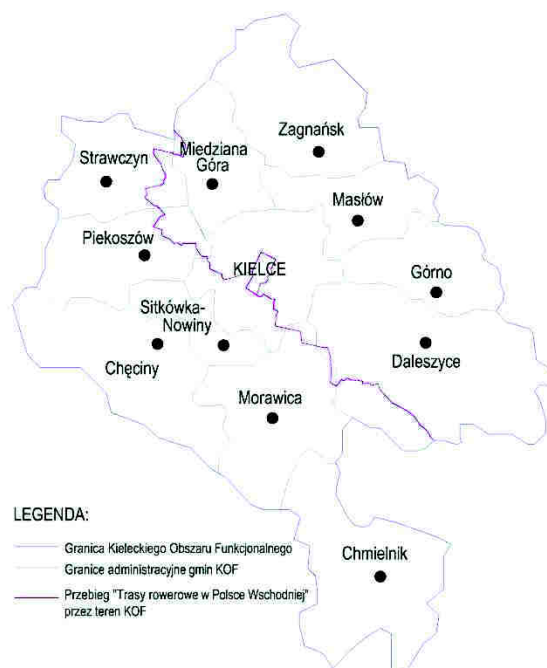 Zagnańsk
Miedziana
Góra
Strawczyn
Masłów
Piekoszów
KIELCE
Górno
Sitkówka-
Nowiny
Chęciny
Daleszyce
Morawica
LEGENDA:
Granica Kieleckiego Obszaru Funkcjonalnego
Granice administracyjne gmin KOF
Przebieg "Trasy rowerowe w Polsce Wschodniej"
przez teren KOF
Chmielnik